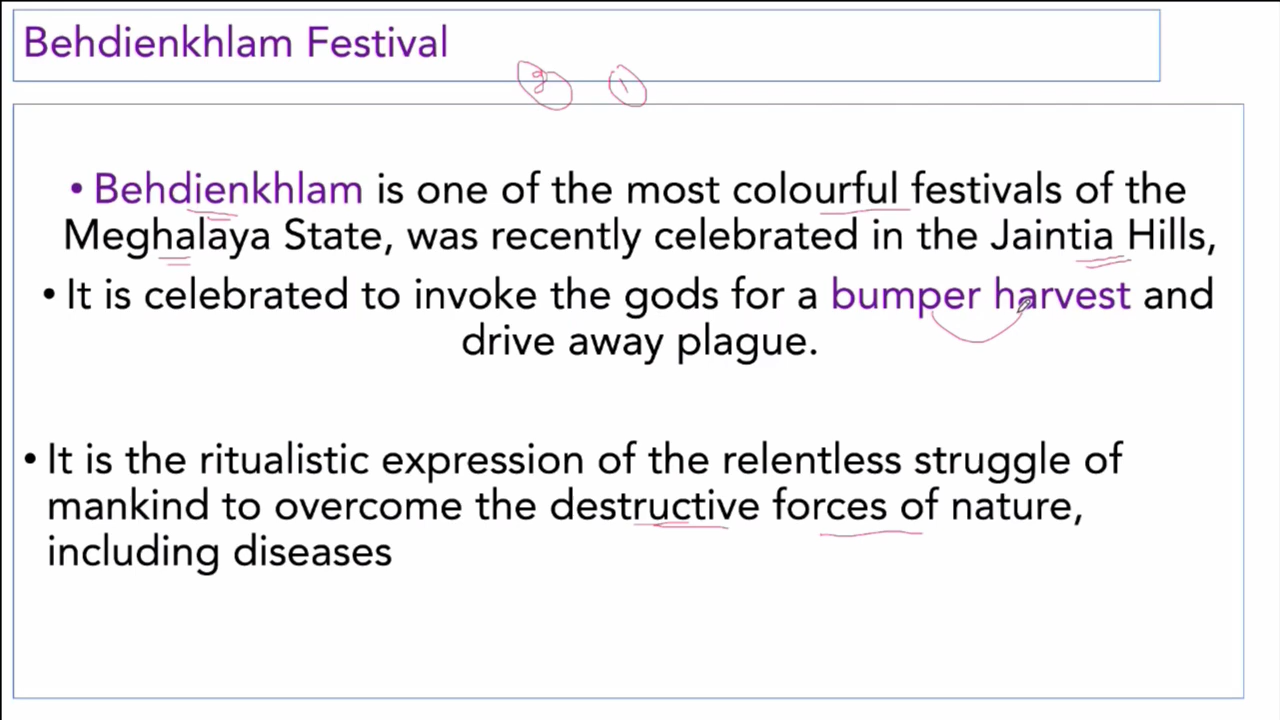 Behdienkhlam Festival
• Behdienkhlam is one of the most colourful festivals of the
Meghalaya State, was recently celebrated in the Jaintia Hills,
• It is celebrated to invoke the gods for a bumper harvest and
drive away plague.
• It is the ritualistic expression of the relentless struggle of
mankind to overcome the destructive forces of nature,
including diseases